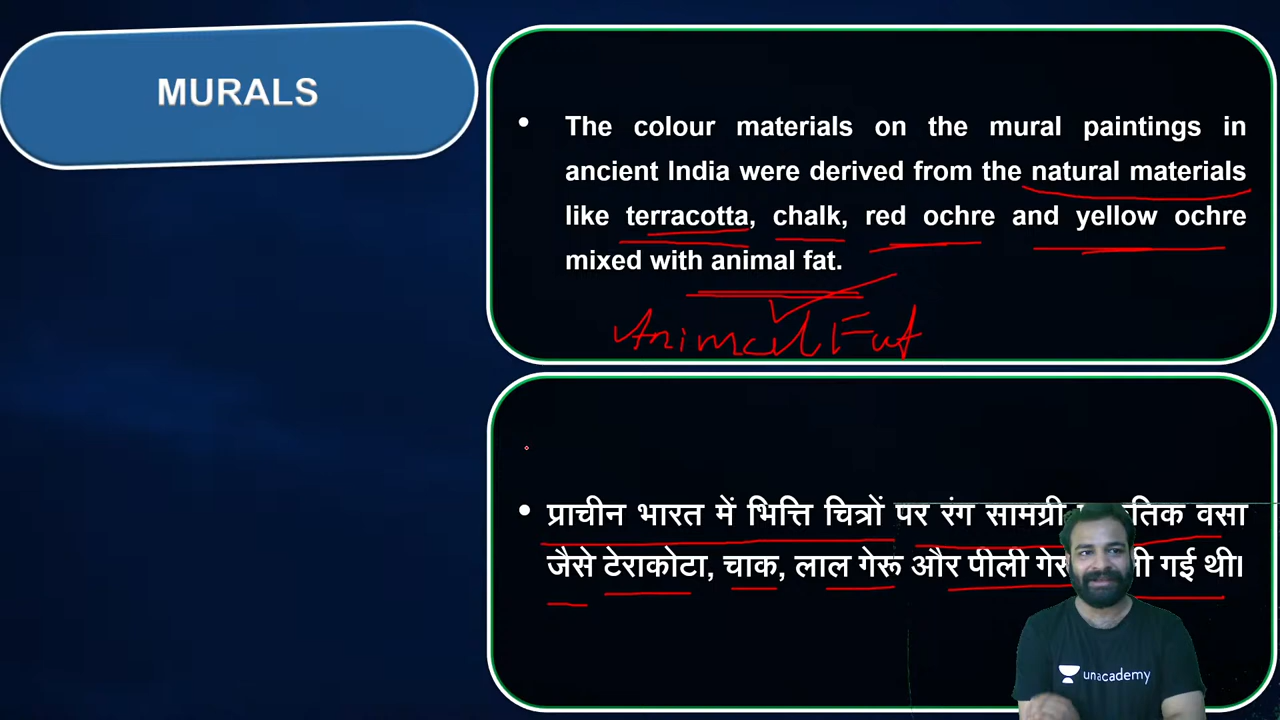 MURALS
• The colour materials on the mural paintings in
ancient India were derived from the natural materials
like terracotta, chalk, red ochre and yellow ochre
mixed with animal fat.
Animal Fat
• प्राचीन भारत में भित्ति चित्रों पर रंग सामग्री वसा
जैसे टेराकोटा, चाक, लाल गेरू और पीली गई थी।
unacademy